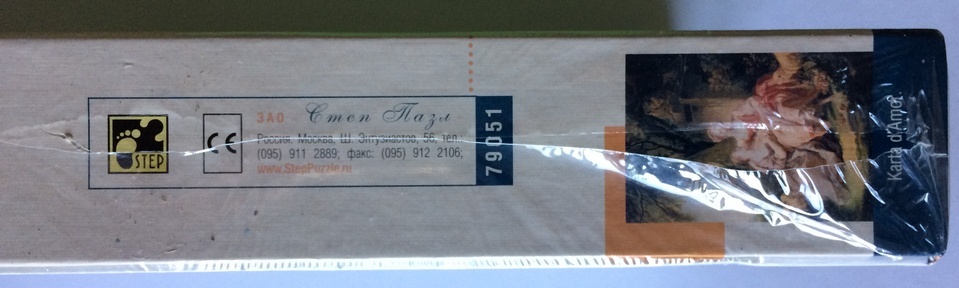 STEP
CE
ЗАО Степ Пазл
Россия, Москва, Ш. Энтузиастов, 56, тел.:
(095) 911 2889; факс: (095) 912 2106;
www.StepPuzzle.ru
79051
Karta d'Amor